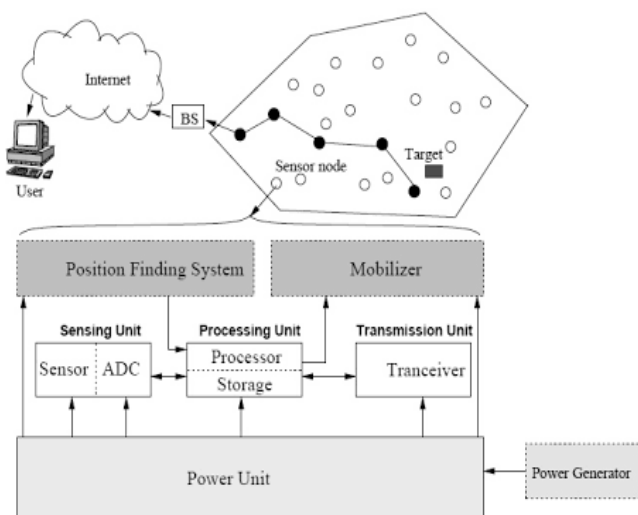 Internet
BS
User
Sensor node
Target
Position Finding System
Mobilizer
Sensing Unit
Processing Unit
Transmission Unit
Sensor
ADC
Processor
Storage
Tranceiver
Power Unit
Power Generator